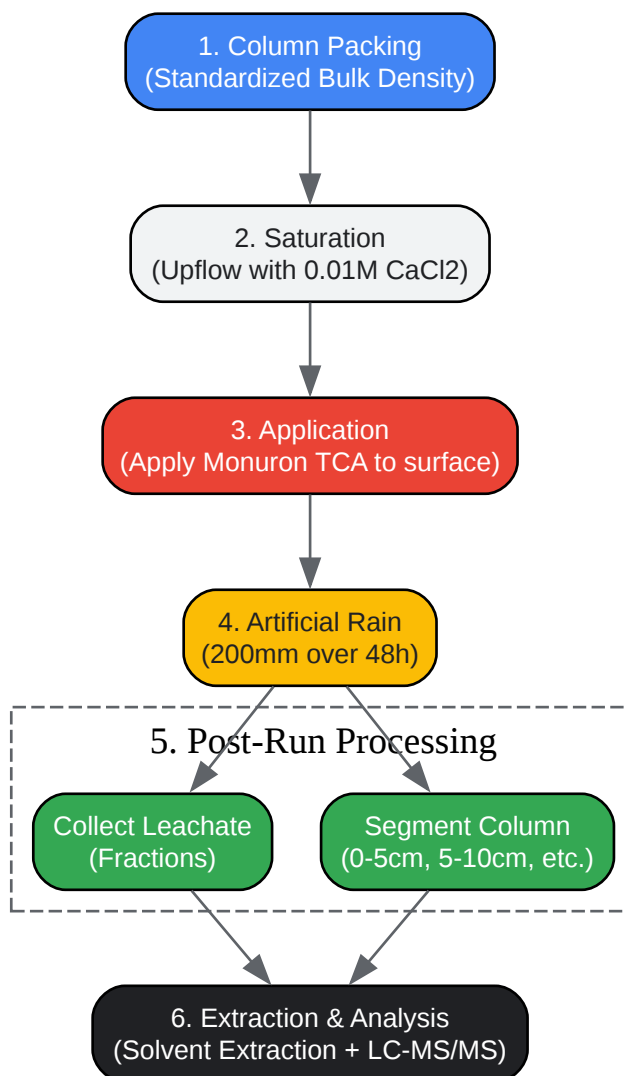 1. Column Packing
(Standardized Bulk Density)
2. Saturation
(Upflow with 0.01M CaCl2)
3. Application
(Apply Monuron TCA to surface)
4. Artificial Rain
(200mm over 48h)
5. Post-Run Processing
Collect Leachate
(Fractions)
Segment Column
(0-5cm, 5-10cm, etc.)
6. Extraction & Analysis
(Solvent Extraction + LC-MS/MS)